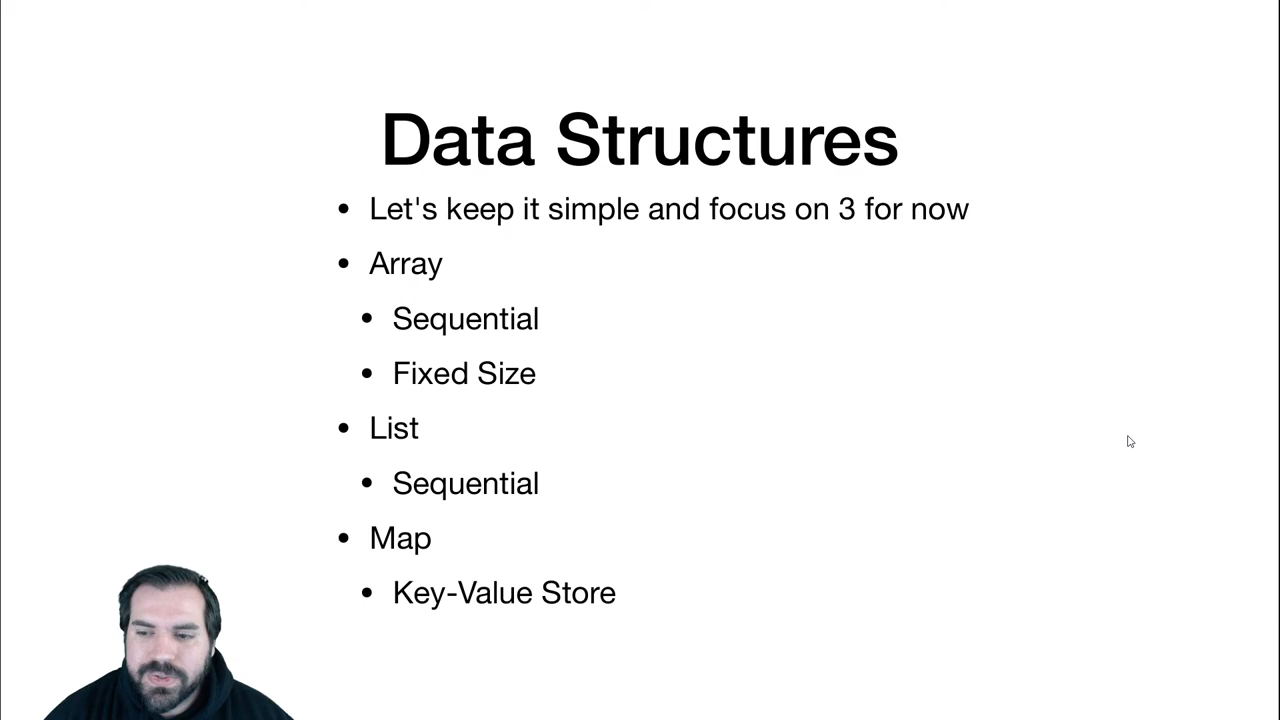 Data Structures
• Let's keep it simple and focus on 3 for now
• Array
• Sequential
• Fixed Size
• List
• Sequential
• Map
• Key-Value Store